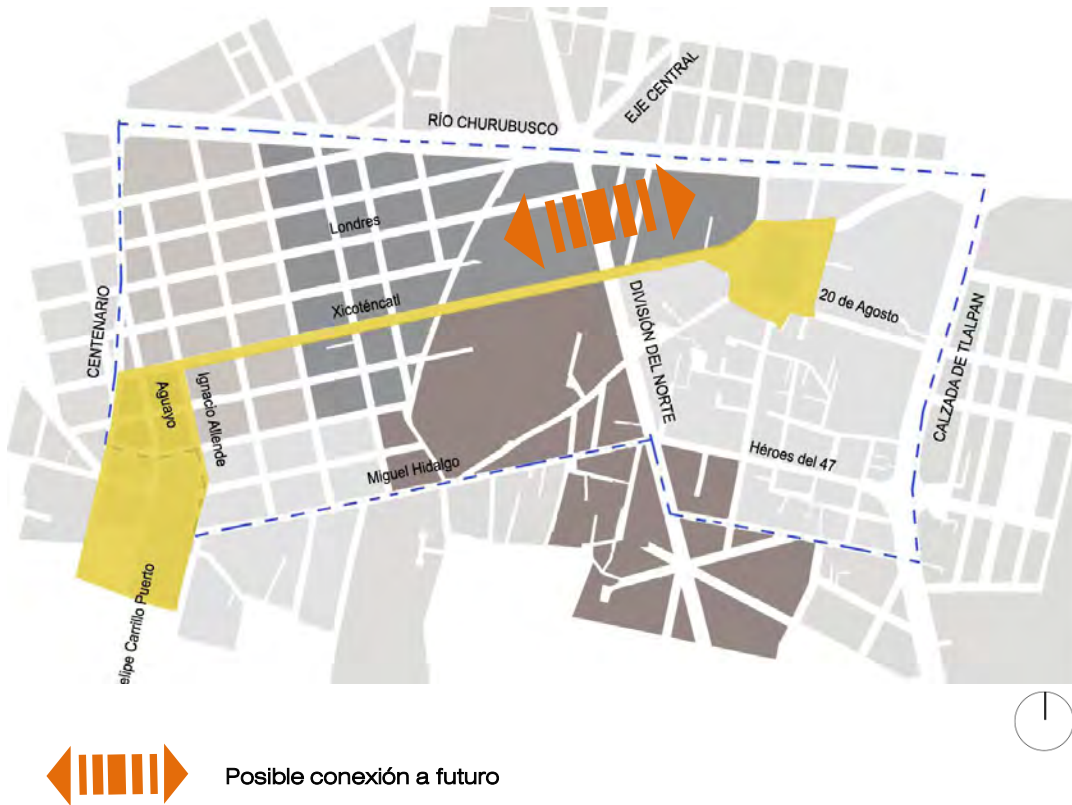 EJE CENTRAL
RÍO CHURUBUSCO
Londres
Xicoténcatl
CENTENARIO
Aguayo
Ignacio Allende
DIVISIÓN DEL NORTE
20 de Agosto
CALZADA DE TLALPAN
Héroes del 47
Miguel Hidalgo
elipe Carrillo Puerto
Posible conexión a futuro